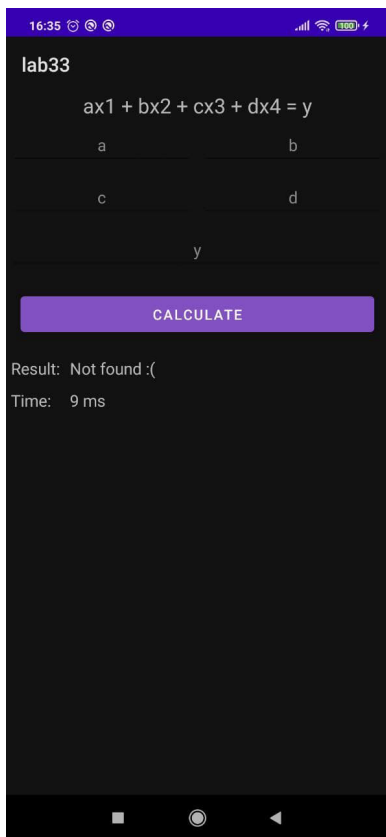 16:35 100
lab33
ax1 + bx2 + cx3 + dx4 = y
a b
c d
y
CALCULATE
Result: Not found :(
Time: 9 ms